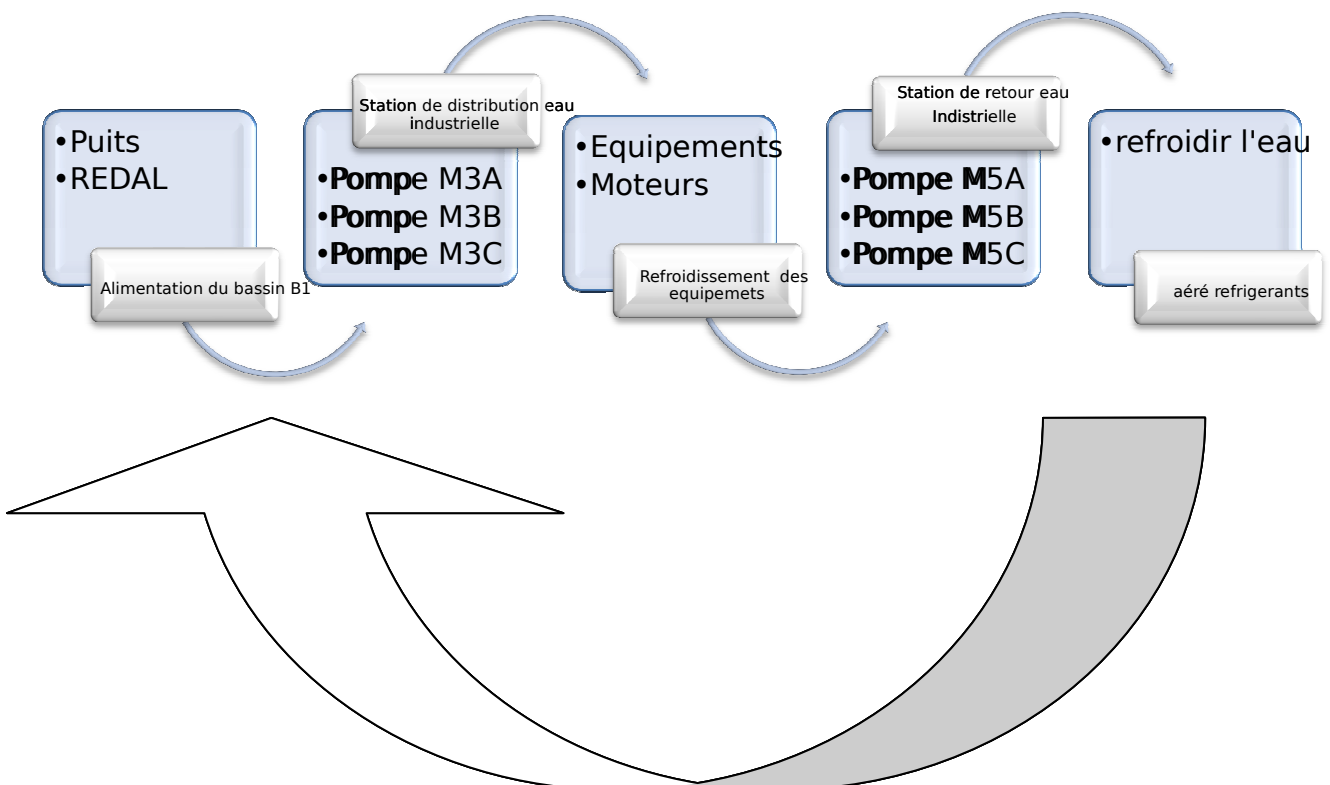 •Puits
•REDAL
Alimentation du bassin B1
Station de distribution eau
industrielle
•Pompe M3A
•Pompe M3B
•Pompe M3C
•Equipements
•Moteurs
Refroidissement des
equipemets
Station de retour eau
Indistrielle
•Pompe M5A
•Pompe M5B
•Pompe M5C
•refroidir l'eau
aéré refrigerants